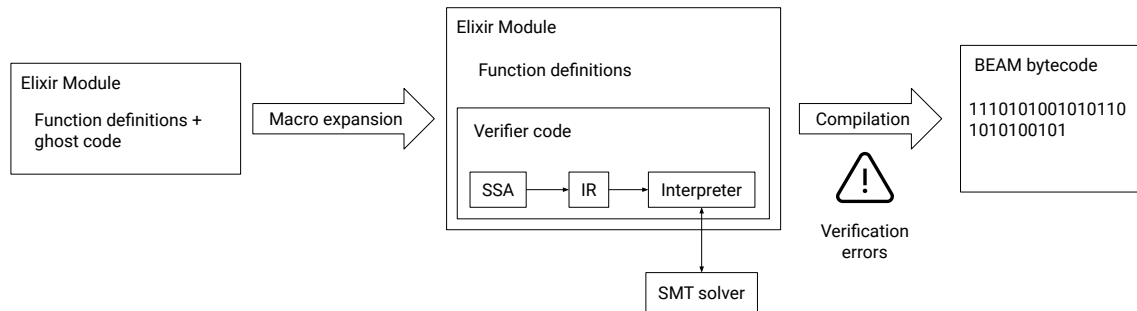 Elixir Module
Function definitions +
ghost code
Macro expansion
Elixir Module
Function definitions
Verifier code
SSA
IR
Interpreter
SMT solver
Compilation
Verification
errors
BEAM bytecode
1110101001010110
1010100101